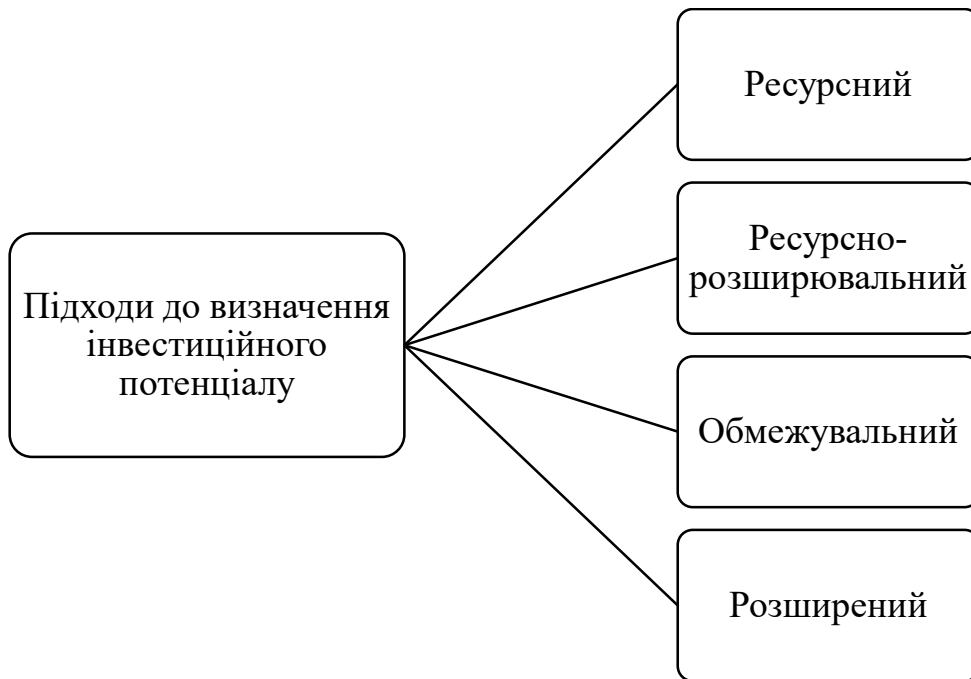 Підходи до визначення
інвестиційного
потенціалу
Ресурсний
Ресурсно-
розширювальний
Обмежувальний
Розширений